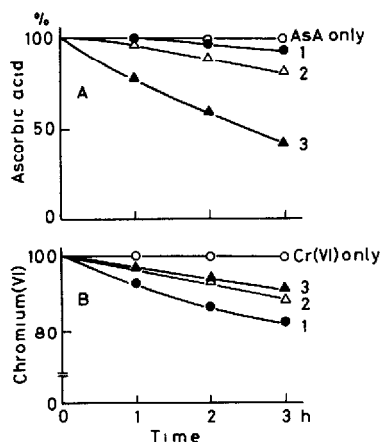 %
100
AsA only
1
2
Ascorbic acid
A
50
3
0
100
Cr(VI) only
3
2
1
Chromium(VI)
B
80
0
0
1
2
3 h
Time